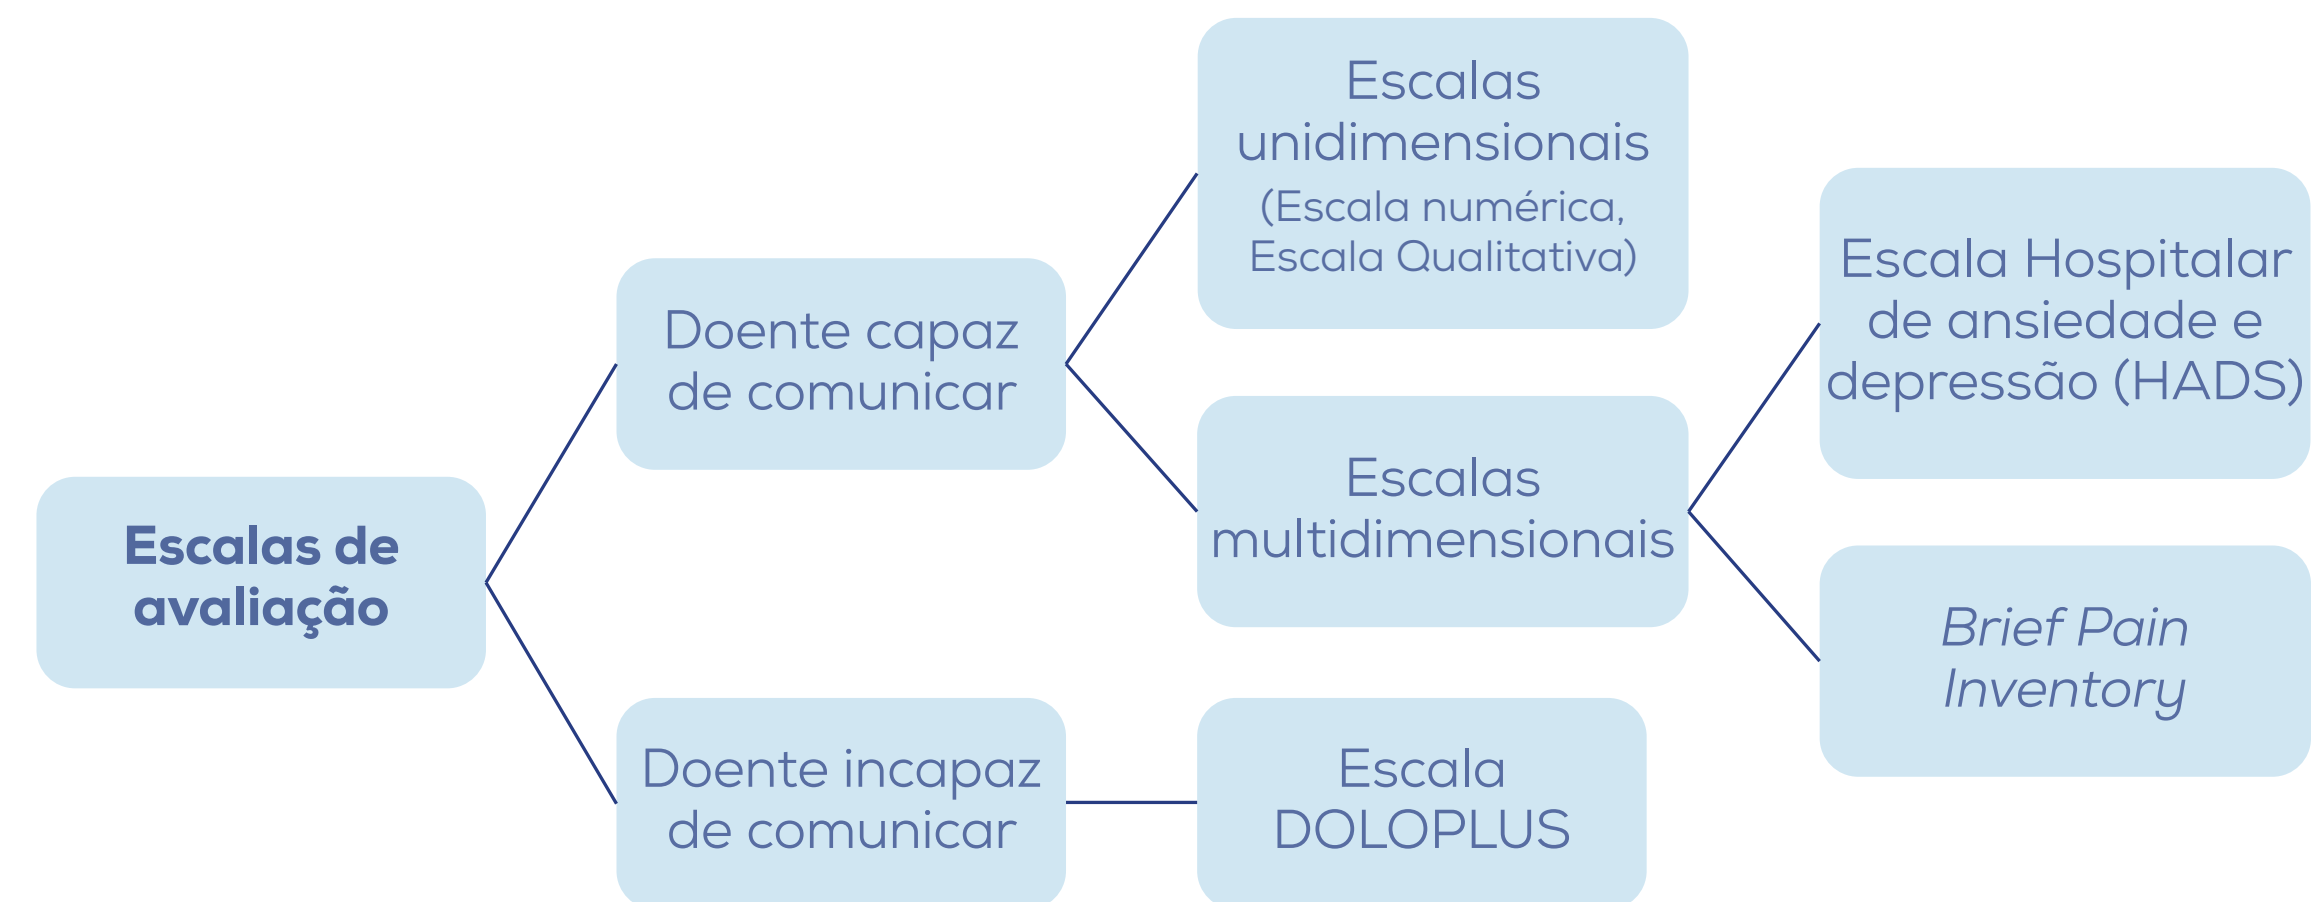 Escalas de
avaliação
Doente capaz
de comunicar
Escalas
unidimensionais
(Escala numérica,
Escala Qualitativa)
Escalas
multidimensionais
Escala Hospitalar
de ansiedade e
depressão (HADS)
Brief Pain
Inventory
Doente incapaz
de comunicar
Escala
DOLOPLUS